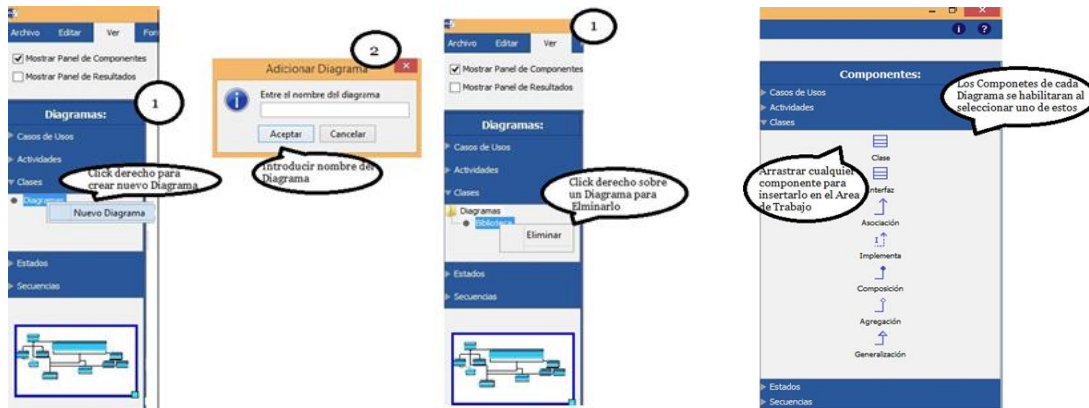 Archivo Editar Ver For
Mostrar Panel de Componentes
Mostrar Panel de Resultados
1
Diagramas:
Casos de Usos
Actividades
Clases
Diagramas
Nuevo Diagrama
Click derecho para
crear nuevo Diagrama
Estados
Secuencias
2
Adicionar Diagrama
Entre el nombre del diagrama
Aceptar Cancelar
Introducir nombre del
Diagrama
1
Archivo Editar Ver
Mostrar Panel de Componentes
Mostrar Panel de Resultados
Diagramas:
Casos de Usos
Actividades
Clases
Diagramas
Biblioteca
Eliminar
Click derecho sobre
un Diagrama para
Elminarlo
Estados
Secuencias
Componentes:
Casos de Usos
Actividades
Clases
Los Componetes de cada
Diagrama se habilitaran al
seleccionar uno de estos
Clase
Interfaz
Asociación
Implementa
Composición
Agregación
Generalización
Arrastrar cualquier
componente para
insertarlo en el Area
de Trabajo
Estados
Secuencias